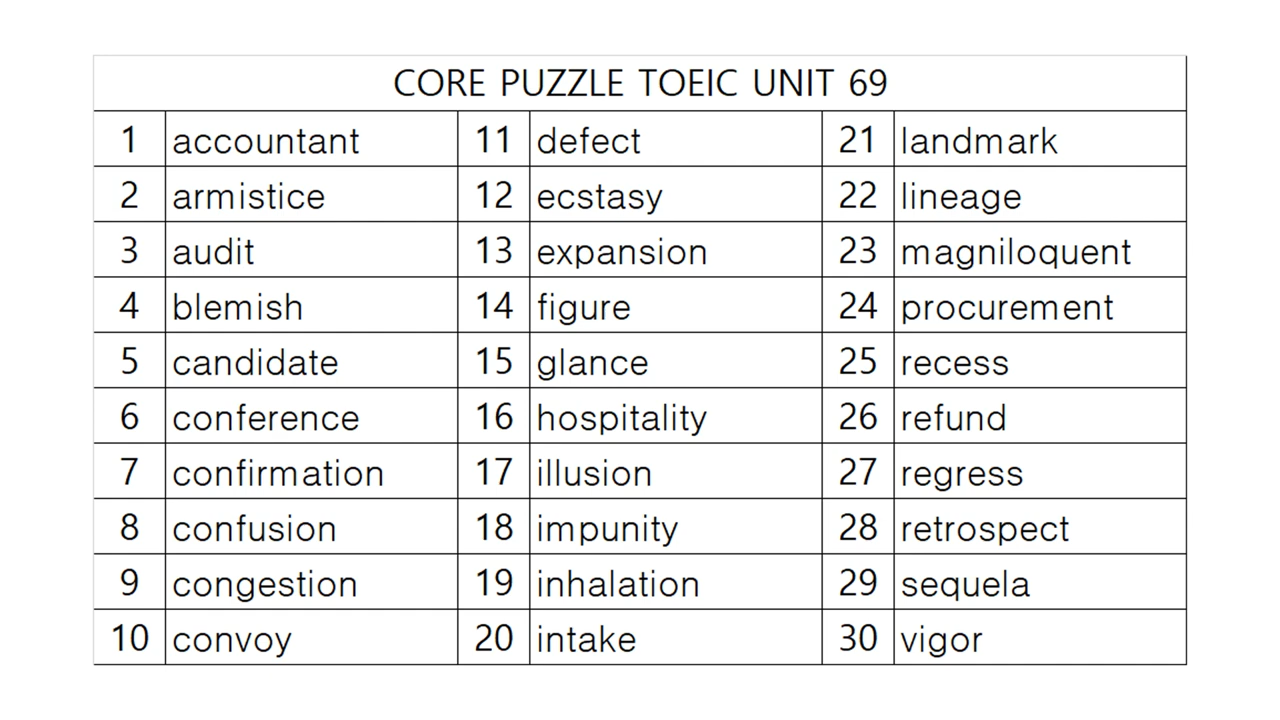 CORE PUZZLE TOEIC UNIT 69
1 accountant 11 defect 21 landmark
2 armistice 12 ecstasy 22 lineage
3 audit 13 expansion 23 magniloquent
4 blemish 14 figure 24 procurement
5 candidate 15 glance 25 recess
6 conference 16 hospitality 26 refund
7 confirmation 17 illusion 27 regress
8 confusion 18 impunity 28 retrospect
9 congestion 19 inhalation 29 sequela
10 convoy 20 intake 30 vigor